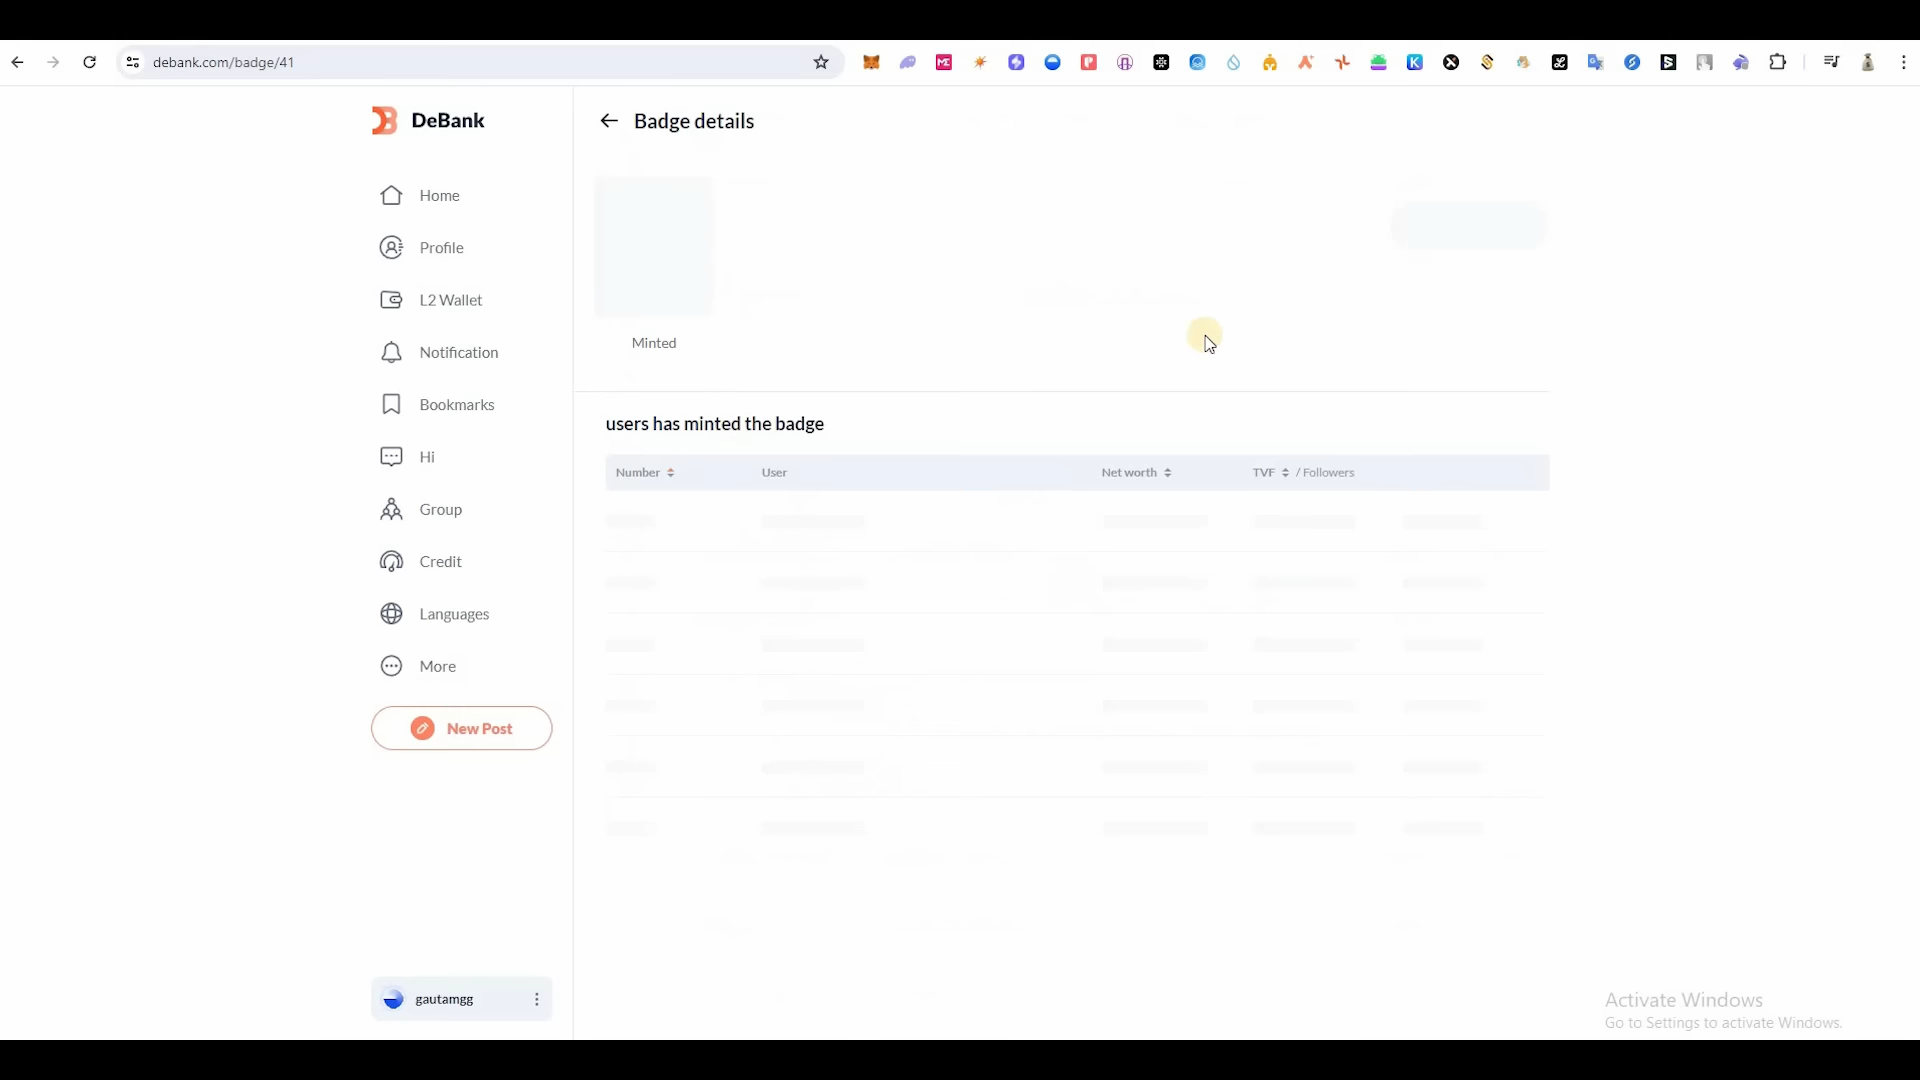 debank.com/badge/41
DeBank
Badge details
Home
Profile
L2 Wallet
Minted
Notification
Bookmarks
users has minted the badge
Hi
Number
User
Net worth
TVF / Followers
Group
Credit
Languages
More
New Post
gautamgg
Activate Windows
Go to Settings to activate Windows.